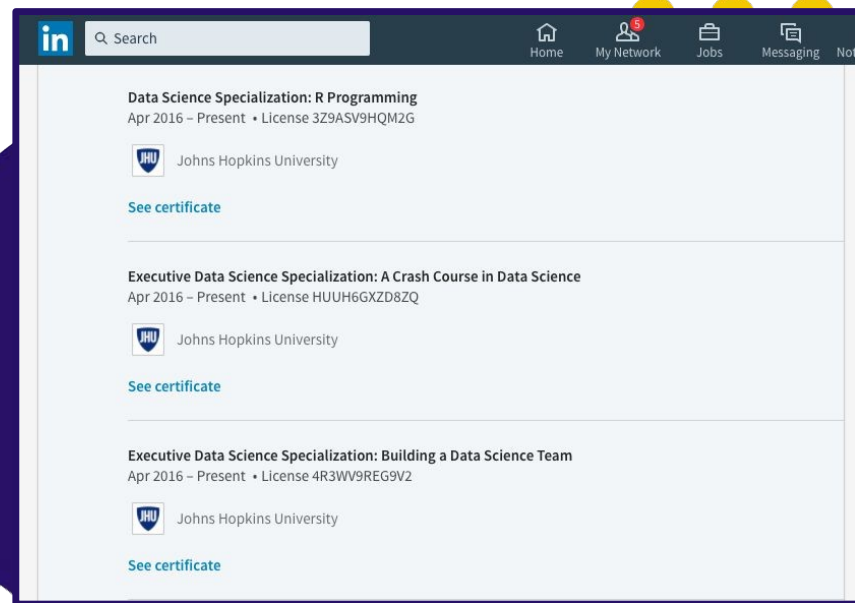 in Search
5
Home My Network Jobs Messaging
Data Science Specialization: R Programming
Apr 2016 – Present • License 3Z9ASV9HQM2G
JHU Johns Hopkins University
See certificate
Executive Data Science Specialization: A Crash Course in Data Science
Apr 2016 – Present • License HUUH6GXZD8ZQ
JHU Johns Hopkins University
See certificate
Executive Data Science Specialization: Building a Data Science Team
Apr 2016 – Present • License 4R3WV9REG9V2
JHU Johns Hopkins University
See certificate